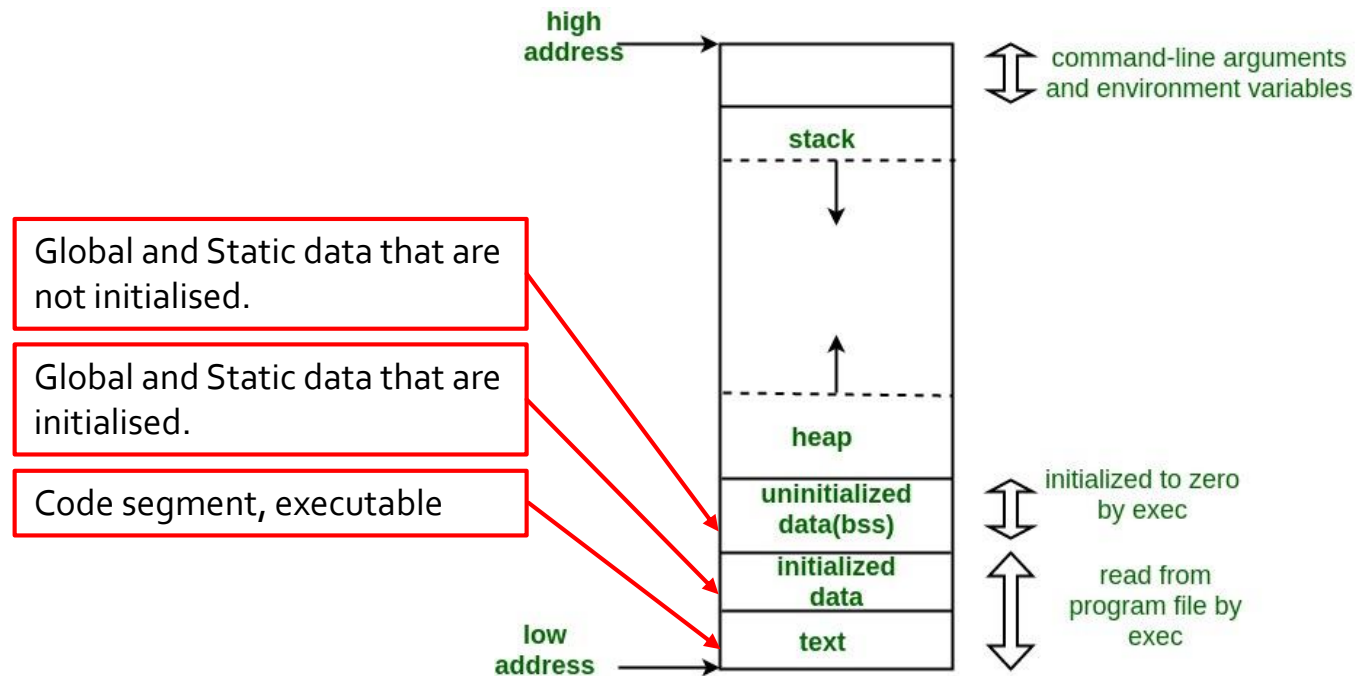 high
address
command-line arguments
and environment variables
stack
Global and Static data that are
not initialised.
Global and Static data that are
initialised.
heap
Code segment, executable
uninitialized
data(bss)
initialized to zero
by exec
initialized
data
read from
program file by
exec
low
address
text